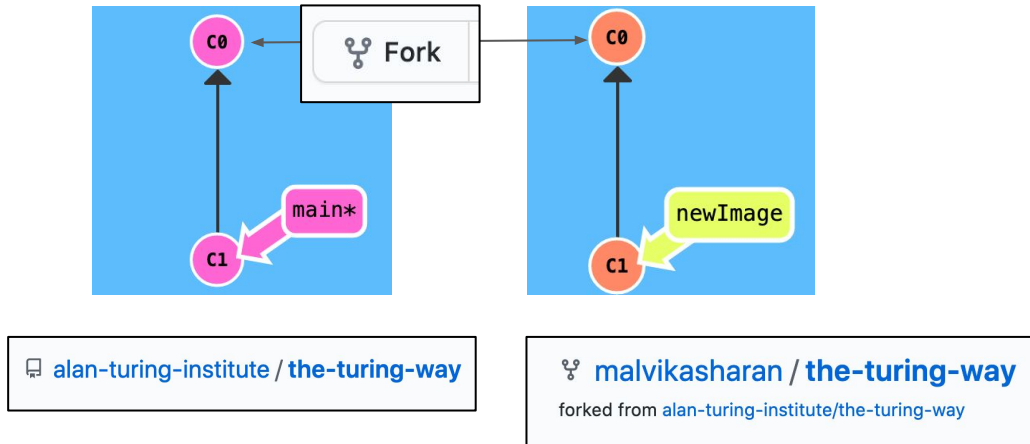 C0
Fork
C0
main*
newImage
C1
C1
alan-turing-institute / the-turing-way
malvikasharan / the-turing-way
forked from alan-turing-institute/the-turing-way